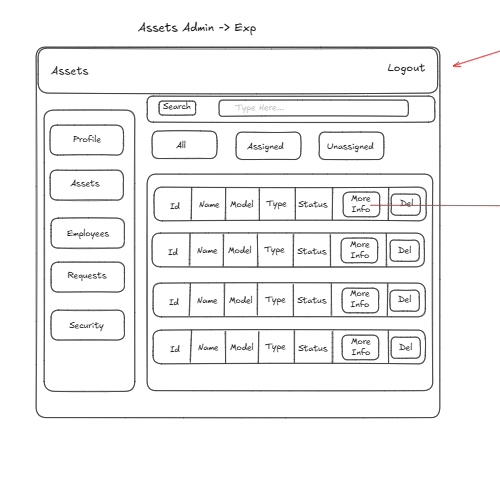 Assets Admin -> Exp
Assets
Logout
Search
Type Here...
Profile
Assets
Employees
Requests
Security
All
Assigned
Unassigned
Id Name Model Type Status More Info Del
Id Name Model Type Status More Info Del
Id Name Model Type Status More Info Del
Id Name Model Type Status More Info Del